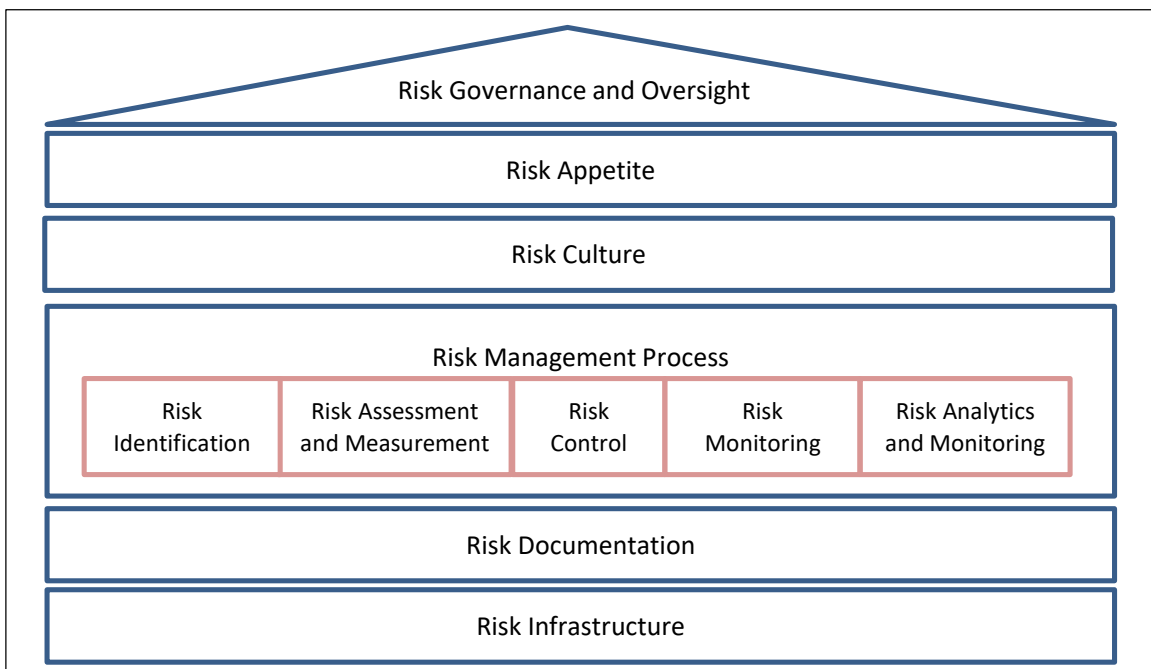 Risk Governance and Oversight
Risk Appetite
Risk Culture
Risk Management Process
Risk
Identification
Risk Assessment
and Measurement
Risk
Control
Risk
Monitoring
Risk Analytics
and Monitoring
Risk Documentation
Risk Infrastructure